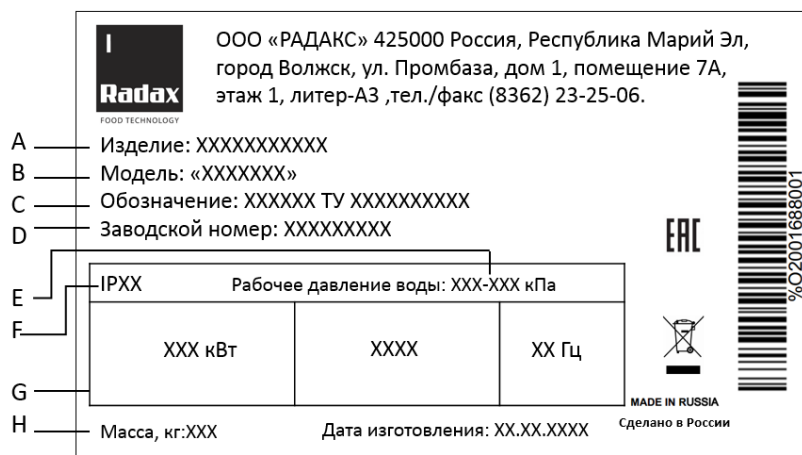 I
Radax
FOOD TECHNOLOGY
ООО «РАДАКС» 425000 Россия, Республика Марий Эл,
город Волжск, ул. Промбаза, дом 1, помещение 7А,
этаж 1, литер-А3 ,тел./факс (8362) 23-25-06.
A Изделие: XXXXXXXXXXX
B Модель: «XXXXXXX»
C Обозначение: XXXXXX ТУ XXXXXXXXXX
D Заводской номер: XXXXXXXXX
EAC
%O2001688001
E
F
IPXX Рабочее давление воды: XXX-XXX кПа
XXX кВт XXXX XX Гц
G
MADE IN RUSSIA
Сделано в России
H Масса, кг:XXX Дата изготовления: XX.XX.XXXX